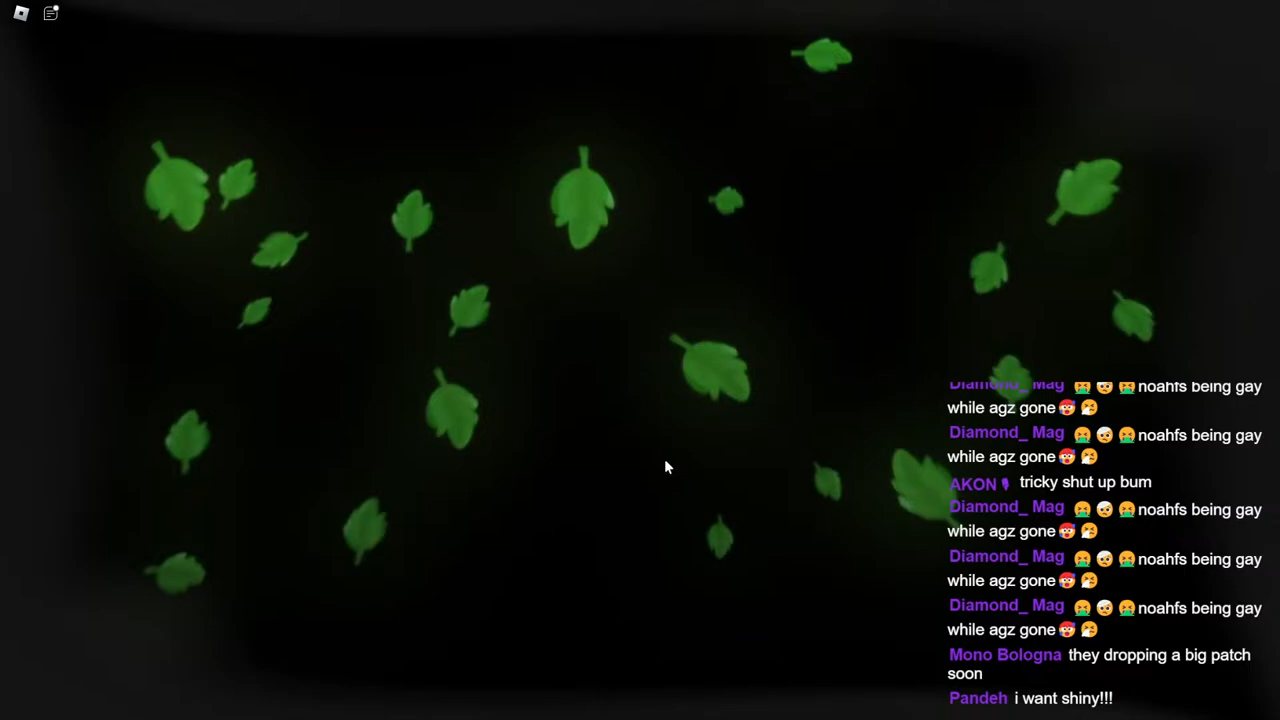 Diamond_ Mag 🤮 🤕 🤮noahfs being gay
while agz gone🥵 🤧
Diamond_ Mag 🤮 🤕 🤮noahfs being gay
while agz gone🥵 🤧
AKON🎙 tricky shut up bum
Diamond_ Mag 🤮 🤕 🤮noahfs being gay
while agz gone🥵 🤧
Diamond_ Mag 🤮 🤕 🤮noahfs being gay
while agz gone🥵 🤧
Diamond_ Mag 🤮 🤕 🤮noahfs being gay
while agz gone🥵 🤧
Mono Bologna they dropping a big patch
soon
Pandeh i want shiny!!!